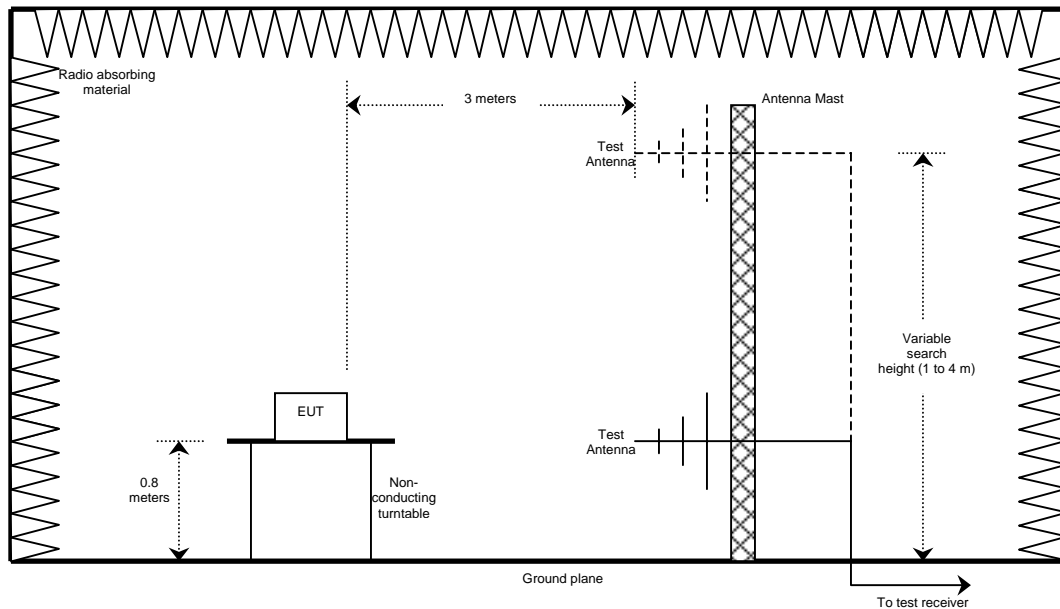 Radio absorbing
material
3 meters
Antenna Mast
Test
Antenna
Variable
search
height (1 to 4 m)
EUT
Test
Antenna
0.8
meters
Non-
conducting
turntable
Ground plane
To test receiver